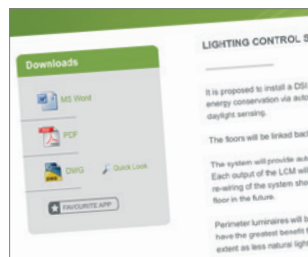 Downloads
MS Word
PDF
DWG
Quick Look
FAVOURITE APP
LIGHTING CONTROL S
It is proposed to install a DSI
energy conservation via auto
daylight sensing.
The floors will be linked back
The system will provide auto
Each output of the LCM will
re-wiring of the system sho
floor in the future.
Perimeter luminaires will b
have the greatest benefit
extent as less natural ligh